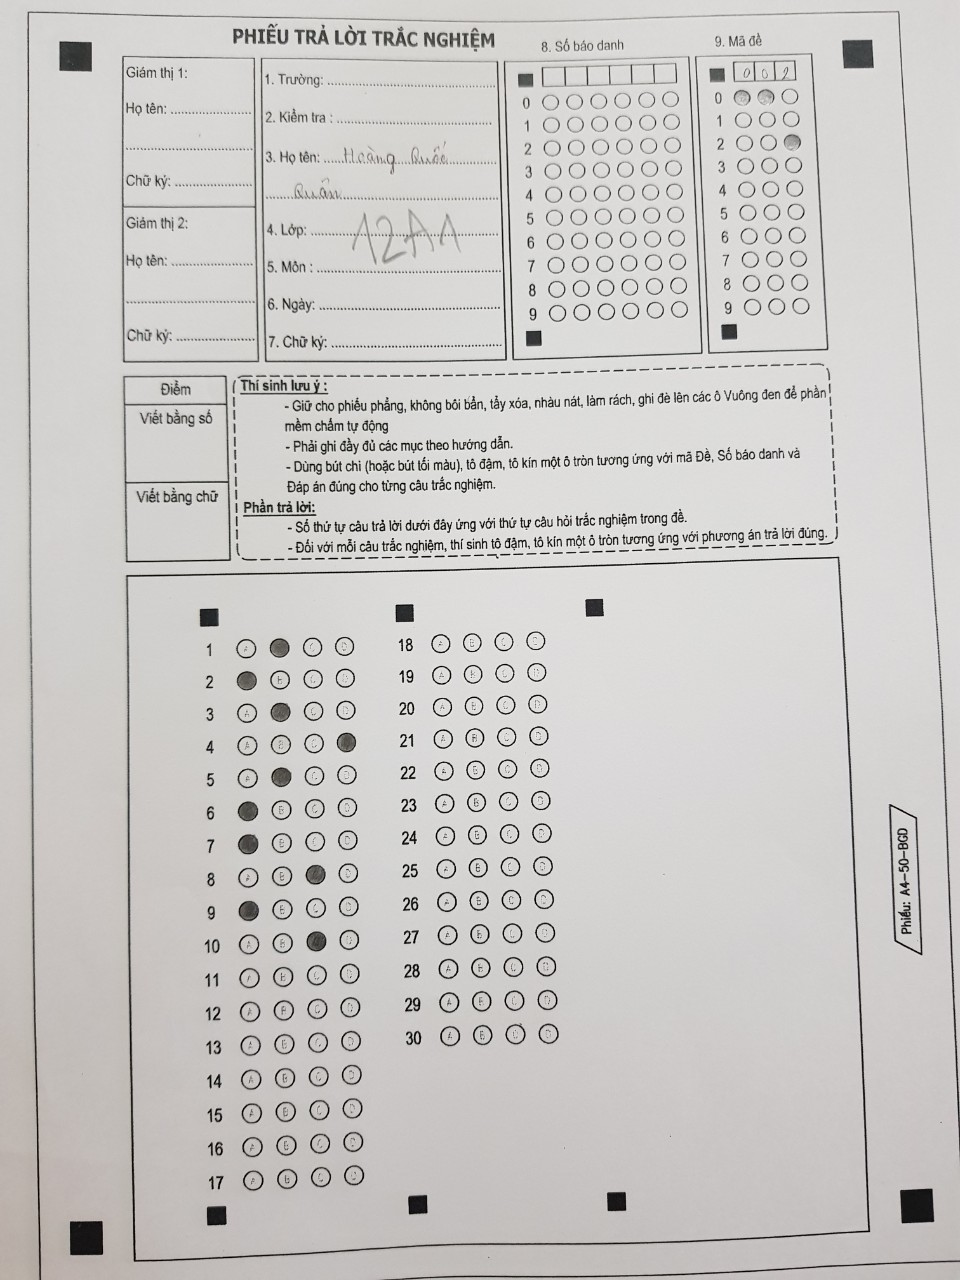 PHIẾU TRẢ LỜI TRẮC NGHIỆM
Giám thị 1:
Họ tên:
Chữ ký:
Giám thị 2:
Họ tên:
Chữ ký:
1. Trường:
2. Kiểm tra :
3. Họ tên: Hoàng Quốc
Quân
4. Lớp: 12A1
5. Môn :
6. Ngày:
7. Chữ ký:
8. Số báo danh
0
1
2
3
4
5
6
7
8
9
9. Mã đề
0 0 2
0
1
2
3
4
5
6
7
8
9
Điểm
Viết bằng số
Viết bằng chữ
Thí sinh lưu ý :
- Giữ cho phiếu phẳng, không bôi bẩn, tẩy xóa, nhàu nát, làm rách, ghi đè lên các ô Vuông đen để phần
mềm chấm tự động
- Phải ghi đầy đủ các mục theo hướng dẫn.
- Dùng bút chì (hoặc bút tối màu), tô đậm, tô kín một ô tròn tương ứng với mã Đề, Số báo danh và
Đáp án đúng cho từng câu trắc nghiệm.
Phần trả lời:
- Số thứ tự câu trả lời dưới đây ứng với thứ tự câu hỏi trắc nghiệm trong đề.
- Đối với mỗi câu trắc nghiệm, thí sinh tô đậm, tô kín một ô tròn tương ứng với phương án trả lời đúng.
1 A C D
2 B C D
3 A C D
4 A B C
5 A C D
6 B C D
7 B C D
8 A B D
9 B C D
10 A B D
11 A B C D
12 A B C D
13 A B C D
14 A B C D
15 A B C D
16 A B C D
17 A B C D
18 A B C D
19 A B C D
20 A B C D
21 A B C D
22 A B C D
23 A B C D
24 A B C D
25 A B C D
26 A B C D
27 A B C D
28 A B C D
29 A B C D
30 A B C D
Phiếu: A4-50-BGD